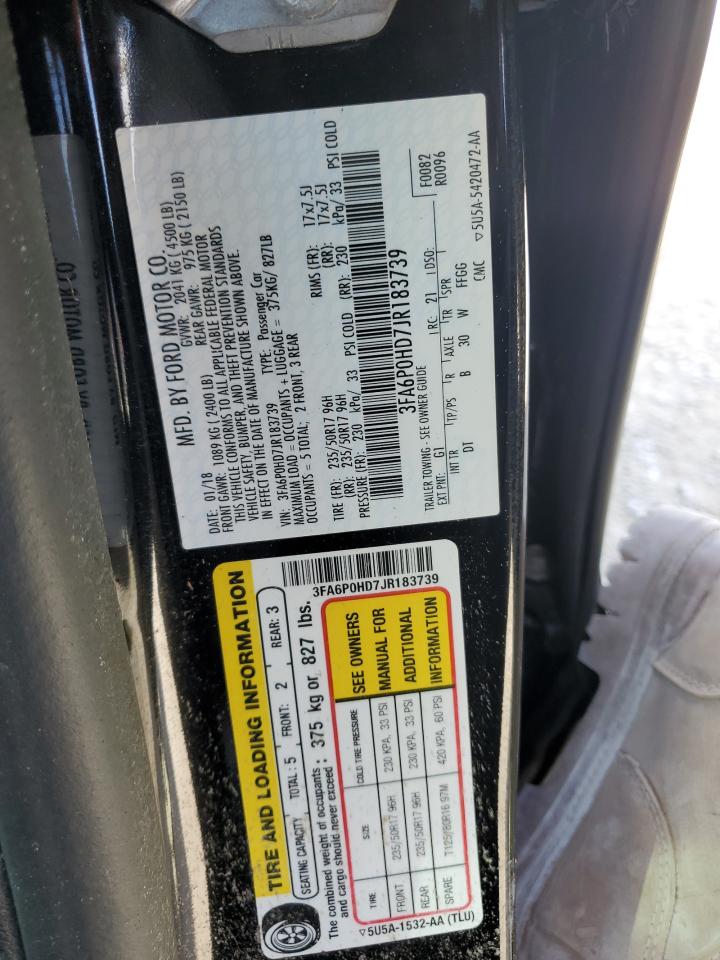 MFD. BY FORD MOTOR CO.
DATE: 01/18 GVWR: 2041 KG ( 4500 LB)
FRONT GAWR: 1089 KG ( 2400 LB) REAR GAWR: 975 KG ( 2150 LB)
THIS VEHICLE CONFORMS TO ALL APPLICABLE FEDERAL MOTOR
VEHICLE SAFETY, BUMPER, AND THEFT PREVENTION STANDARDS
IN EFFECT ON THE DATE OF MANUFACTURE SHOWN ABOVE.
VIN: 3FA6P0HD7JR183739 TYPE: Passenger Car
MAXIMUM LOAD = OCCUPANTS + LUGGAGE = 375KG/ 827LB
OCCUPANTS = 5 TOTAL; 2 FRONT, 3 REAR
TIRE (FR): 235/50R17 96H RIMS (FR): 17x7.5J
(RR): 235/50R17 96H (RR): 17x7.5J
PRESSURE (FR): 230 kPa/ 33 PSI COLD (RR): 230 kPa/ 33 PSI COLD
3FA6P0HD7JR183739
TRAILER TOWING - SEE OWNER GUIDE F0082
EXT PNT: G1 RC: 21 DSO: R0096
INT TR TP/PS R AXLE TR SPR
DT B 30 W FFGG
CMC ▽5U5A-5420472-AA
TIRE AND LOADING INFORMATION
3FA6P0HD7JR183739
SEATING CAPACITY TOTAL: 5 FRONT: 2 REAR: 3
The combined weight of occupants and cargo should never exceed : 375 kg or 827 lbs.
TIRE SIZE COLD TIRE PRESSURE
FRONT 235/50R17 96H 230 KPA, 33 PSI
REAR 235/50R17 96H 230 KPA, 33 PSI
SPARE T125/80R16 97M 420 KPA, 60 PSI
SEE OWNERS
MANUAL FOR
ADDITIONAL
INFORMATION
▽5U5A-1532-AA (TLU)